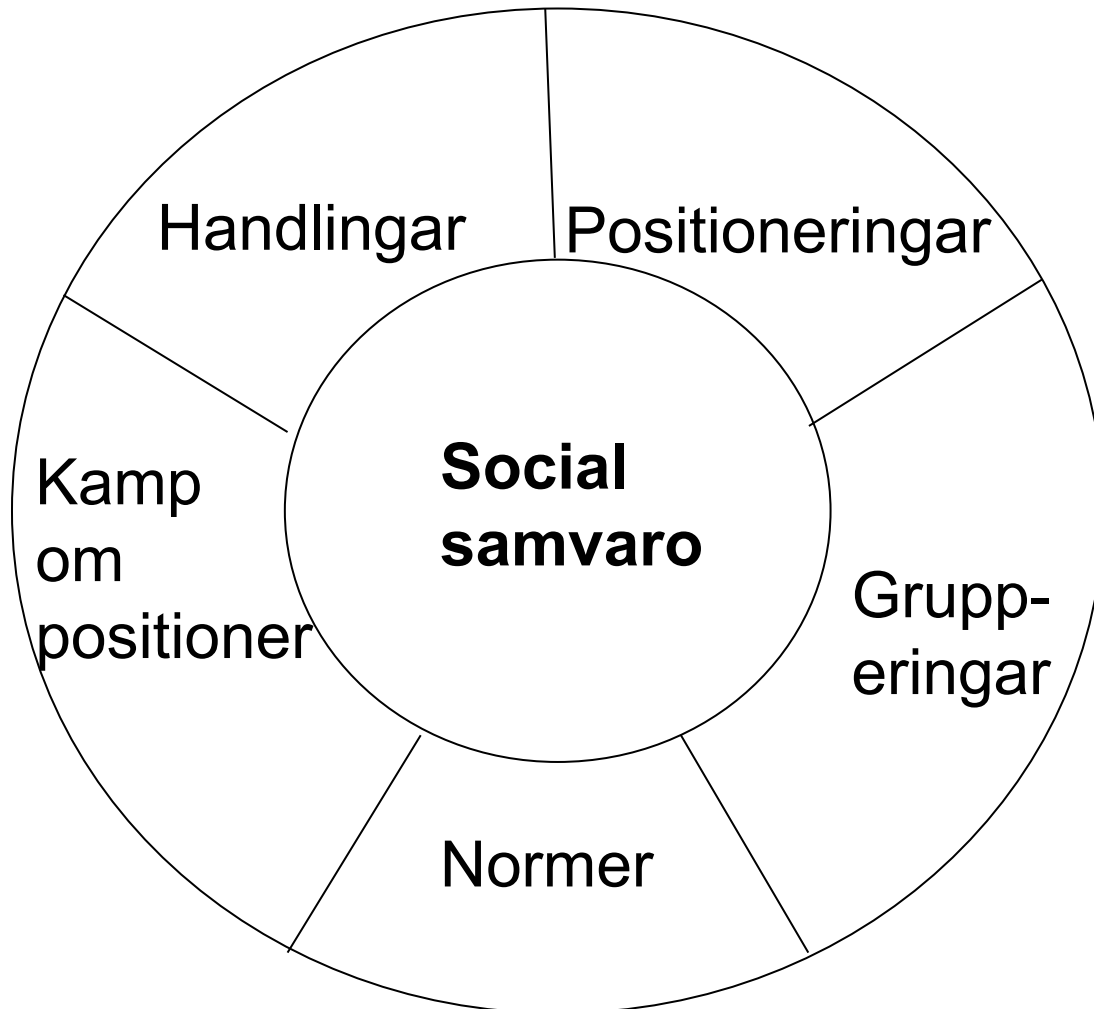 Handlingar
Positioneringar
Kamp
om
positioner
Social
samvaro
Grupp-
eringar
Normer